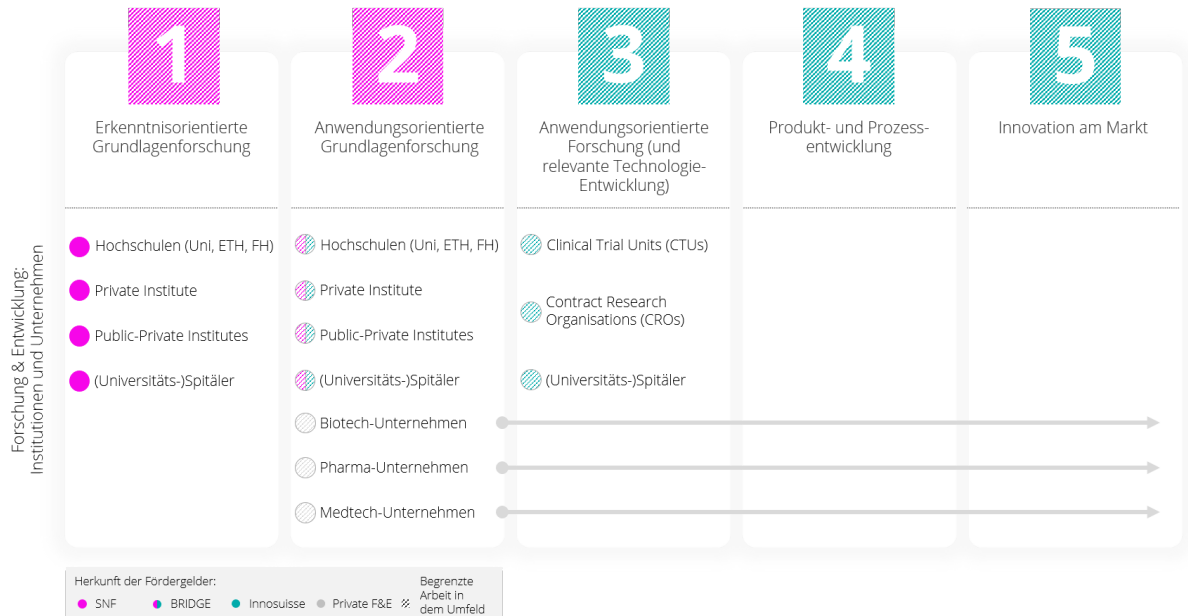 1
2
3
4
5
Erkenntnisorientierte
Grundlagenforschung
Anwendungsorientierte
Grundlagenforschung
Anwendungsorientierte
Forschung (und
relevante Technologie-
Entwicklung)
Produkt- und Prozess-
entwicklung
Innovation am Markt
Forschung & Entwicklung:
Institutionen und Unternehmen
Hochschulen (Uni, ETH, FH)
Private Institute
Public-Private Institutes
(Universitäts-)Spitäler
Hochschulen (Uni, ETH, FH)
Private Institute
Public-Private Institutes
(Universitäts-)Spitäler
Biotech-Unternehmen
Pharma-Unternehmen
Medtech-Unternehmen
Clinical Trial Units (CTUs)
Contract Research
Organisations (CROs)
(Universitäts-)Spitäler
Herkunft der Fördergelder:
SNF
BRIDGE
Innosuisse
Private F&E
Begrenzte
Arbeit in
dem Umfeld